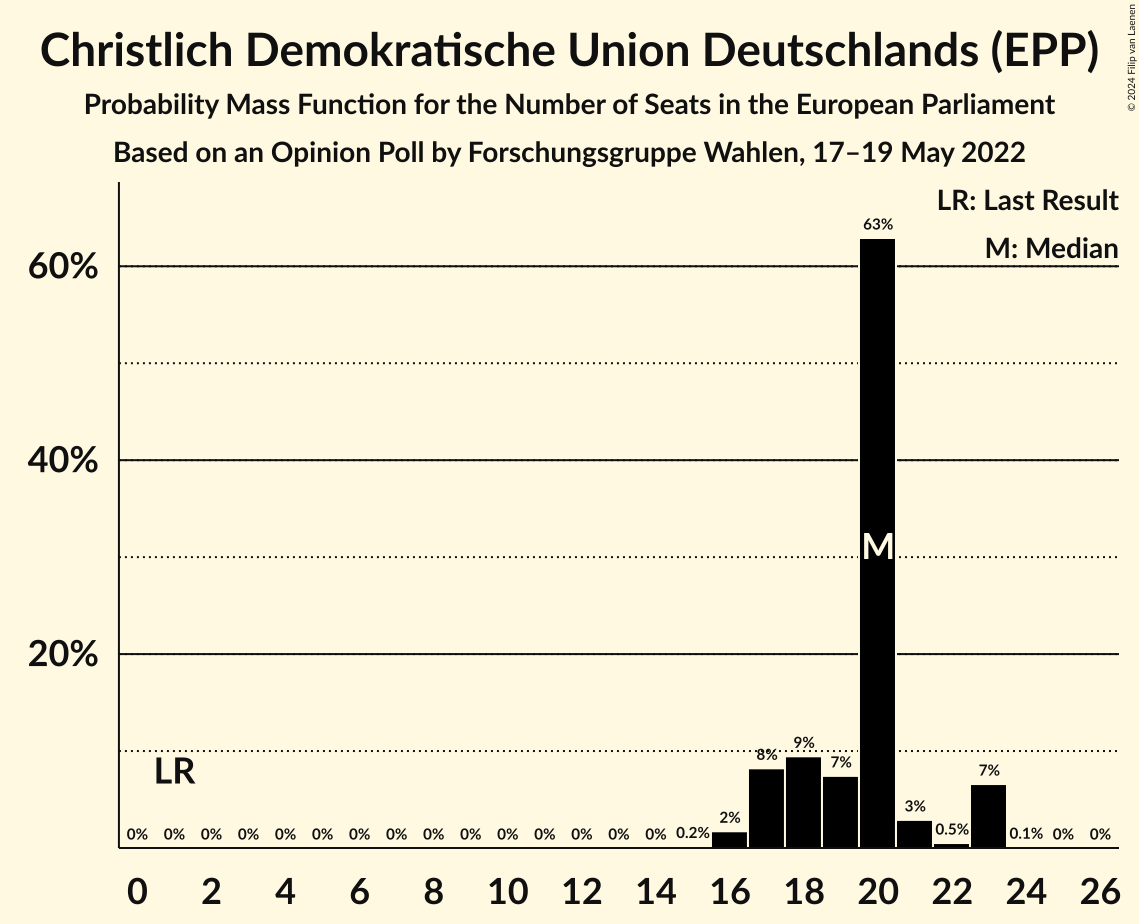 Christlich Demokratische Union Deutschlands (EPP)
Probability Mass Function for the Number of Seats in the European Parliament
Based on an Opinion Poll by Forschungsgruppe Wahlen, 17–19 May 2022
© 2024 Filip van Laenen
LR: Last Result
M: Median
60%
40%
20%
63%
M
LR
0% 0% 0% 0% 0% 0% 0% 0% 0% 0% 0% 0% 0% 0% 0% 0.2% 2% 8% 9% 7% 3% 0.5% 7% 0.1% 0% 0%
0 2 4 6 8 10 12 14 16 18 20 22 24 26